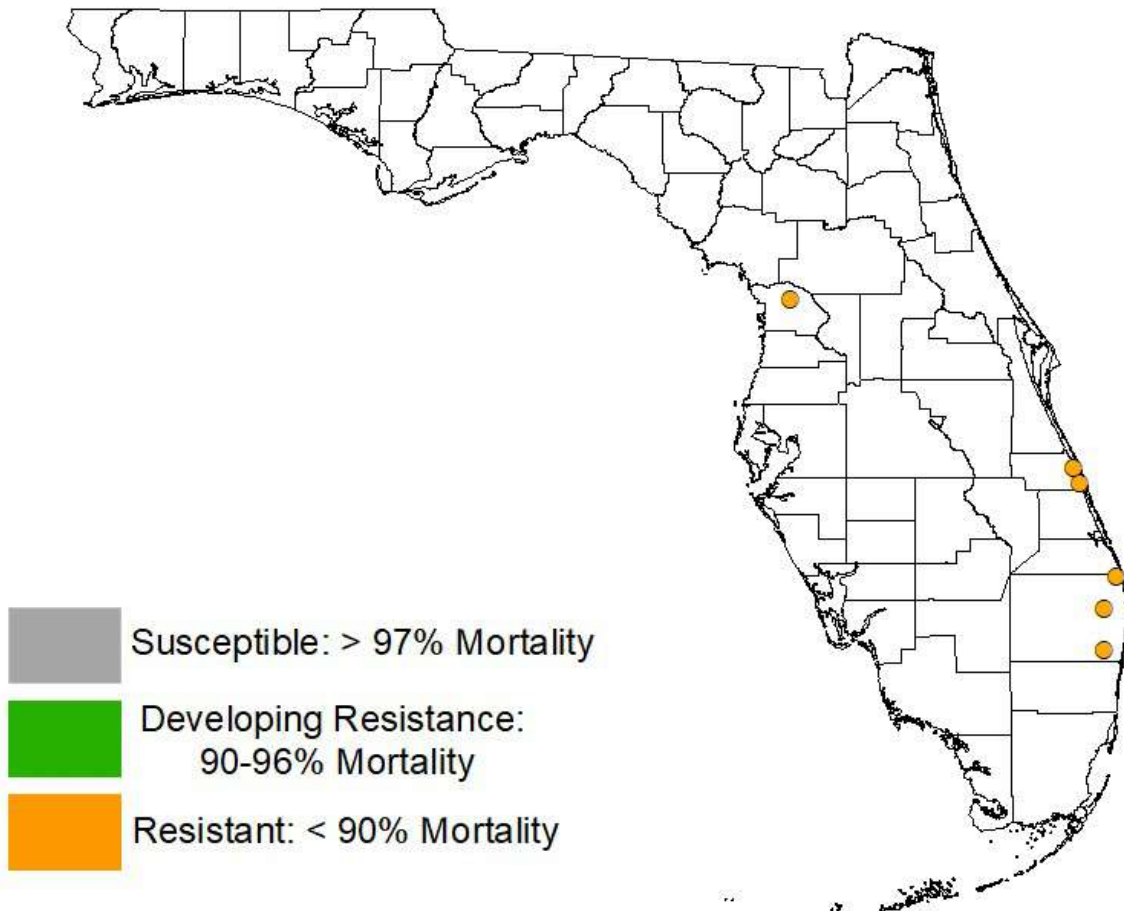 Susceptible: > 97% Mortality
Developing Resistance:
90-96% Mortality
Resistant: < 90% Mortality